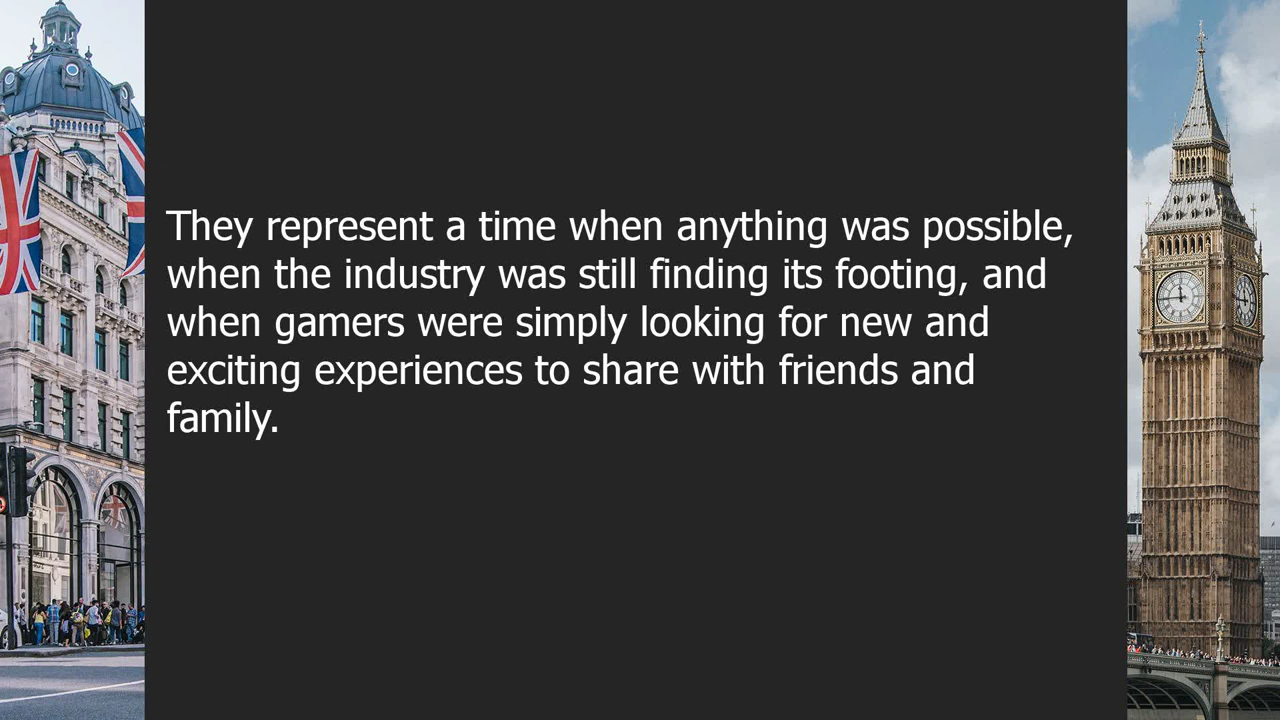 They represent a time when anything was possible,
when the industry was still finding its footing, and
when gamers were simply looking for new and
exciting experiences to share with friends and
family.